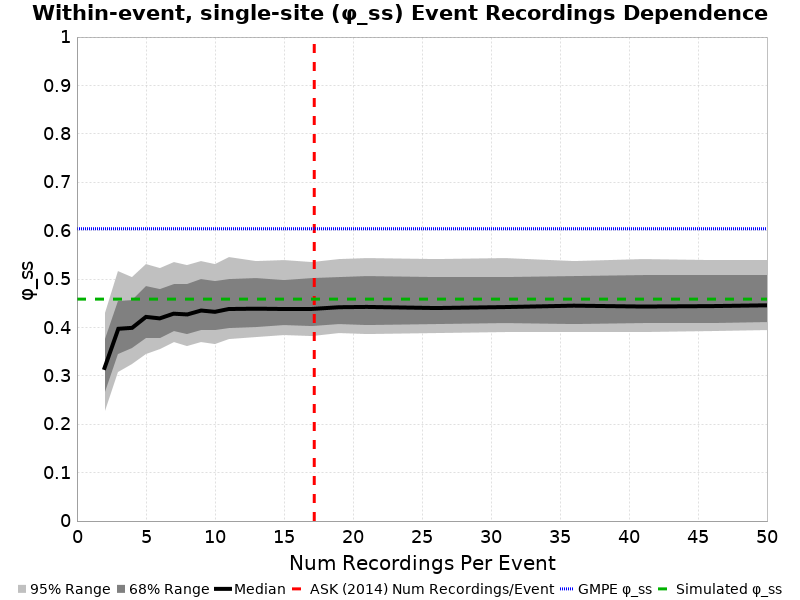 Within-event, single-site (φ_ss) Event Recordings Dependence
1
0.9
0.8
0.7
0.6
0.5
0.4
0.3
0.2
0.1
0
φ_ss
0 5 10 15 20 25 30 35 40 45 50
Num Recordings Per Event
95% Range 68% Range Median ASK (2014) Num Recordings/Event GMPE φ_ss Simulated φ_ss